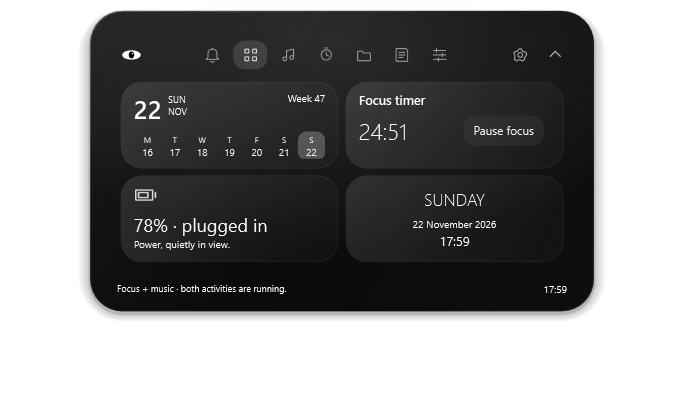 22 SUN
NOV
Week 47
M T W T F S S
16 17 18 19 20 21 22
Focus timer
24:51
Pause focus
78% · plugged in
Power, quietly in view.
SUNDAY
22 November 2026
17:59
Focus + music · both activities are running.
17:59